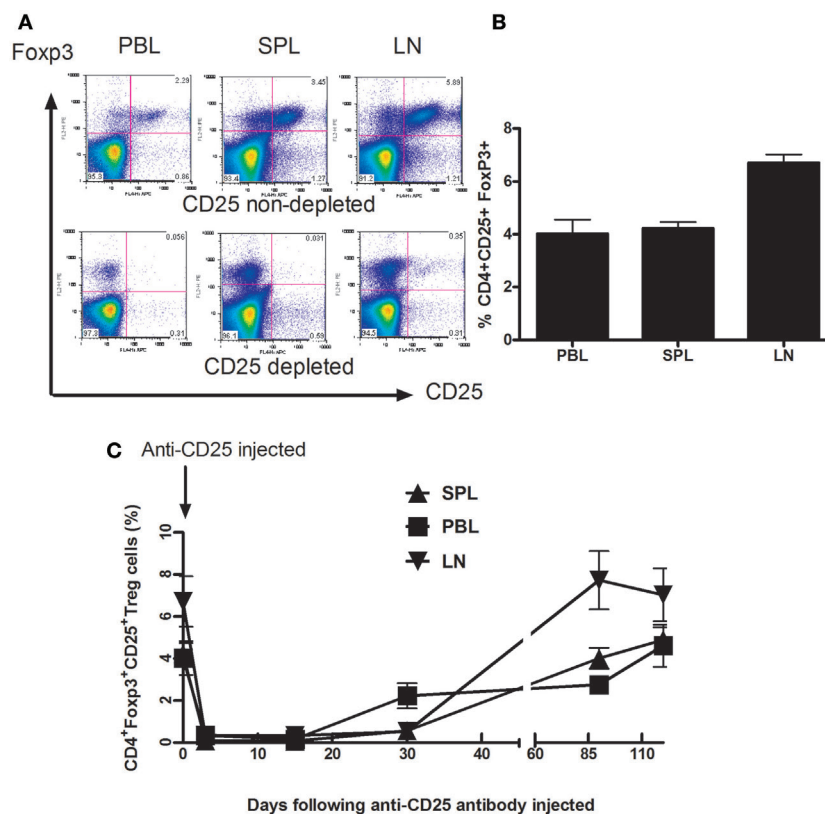 A
Foxp3
PBL
SPL
LN
2.29
3.45
5.89
95.3
0.86
93.4
1.27
91.2
1.21
CD25 non-depleted
0.056
0.031
0.35
97.3
0.31
96.1
0.59
94.5
0.31
CD25 depleted
CD25
B
% CD4+CD25+ FoxP3+
8
6
4
2
0
PBL
SPL
LN
C
Anti-CD25 injected
SPL
PBL
LN
CD4+Foxp3+CD25+Treg cells (%)
10
8
6
4
2
0
0 10 20 30 40 60 85 110
Days following anti-CD25 antibody injected